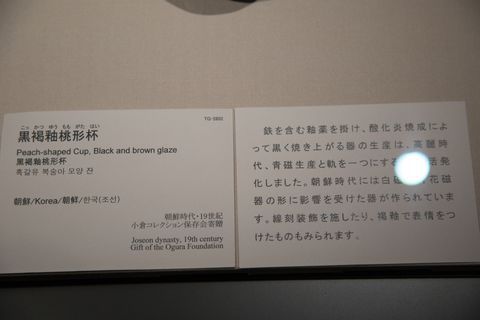 TG-2802
こっ かつ ゆう もも がた はい
黒褐釉桃形杯
Peach-shaped Cup, Black and brown glaze
黑褐釉桃形杯
흑갈유 복숭아 모양 잔
朝鮮/Korea/朝鲜/한국(조선)
朝鮮時代・19世紀
小倉コレクション保存会寄贈
Joseon dynasty, 19th century
Gift of the Ogura Foundation
鉄を含む釉薬を掛け、酸化炎焼成によ
って黒く焼き上がる器の生産は、高麗時
代、青磁生産と軌を一つにする 活発
化しました。朝鮮時代には白磁 花磁
器の形に影響を受けた器が作られていま
す。線刻装飾を施したり、褐釉で表情をつ
けたものもみられます。